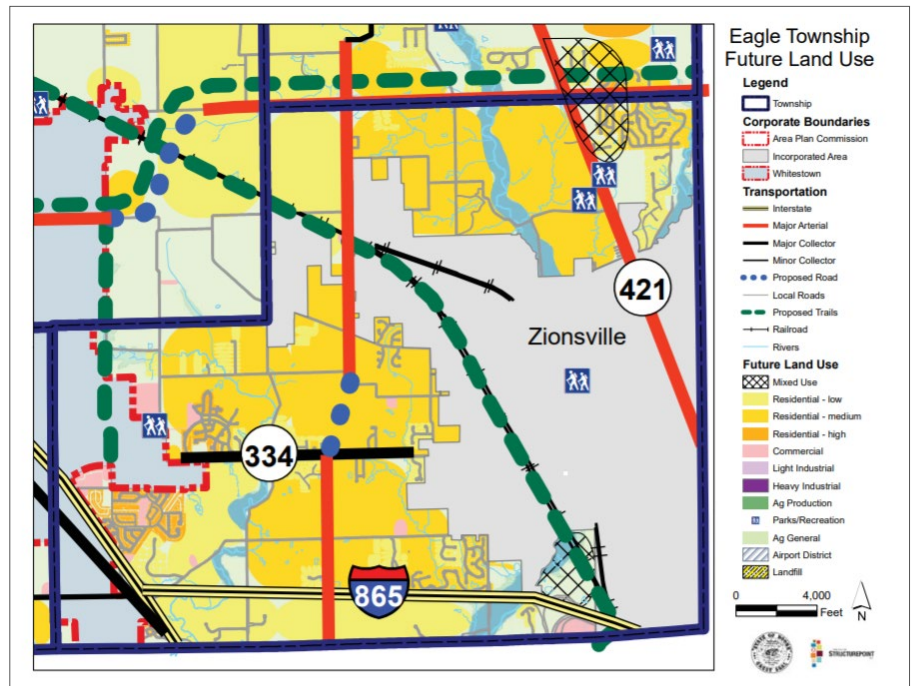 Eagle Township
Future Land Use
Legend
Township
Corporate Boundaries
Area Plan Commission
Incorporated Area
Whitestown
Transportation
Interstate
Major Arterial
Major Collector
Minor Collector
Proposed Road
Local Roads
Proposed Trails
Railroad
Rivers
Future Land Use
Mixed Use
Residential - low
Residential - medium
Residential - high
Commercial
Light Industrial
Heavy Industrial
Ag Production
Parks/Recreation
Ag General
Airport District
Landfill
0 4,000
Feet
N
STRUCTUREPOINT
421
Zionsville
334
865